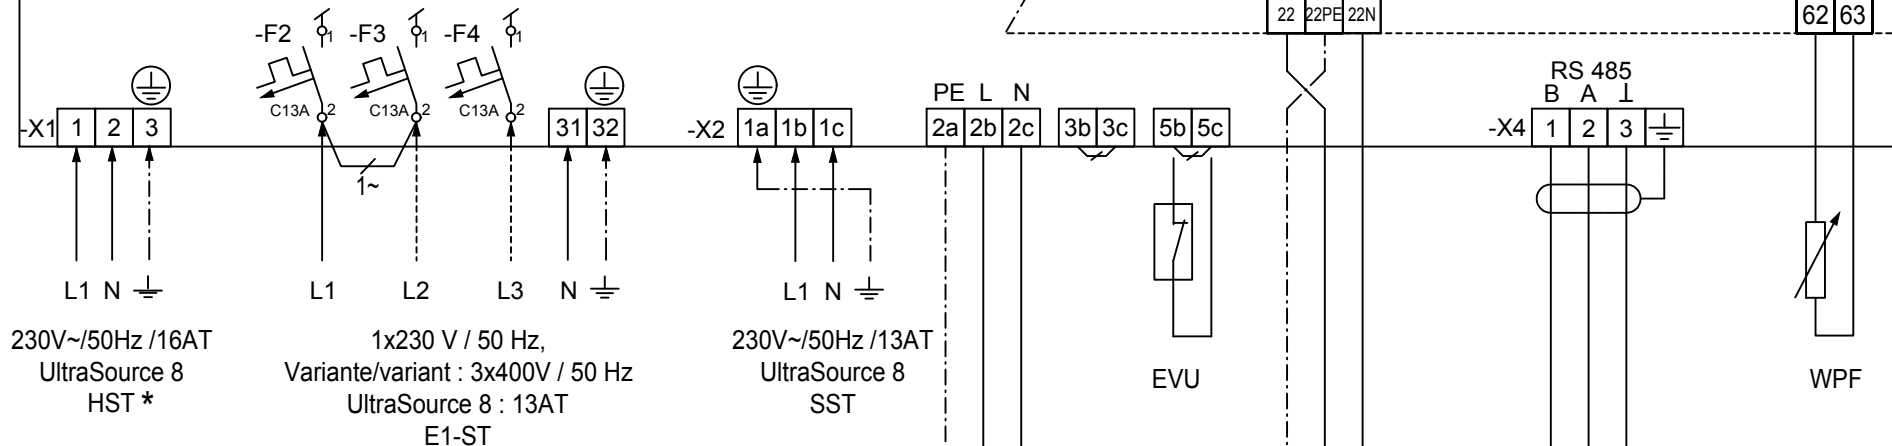 22 22PE 22N
62 63
-F2 1 -F3 1 -F4 1
C13A 2 C13A 2 C13A 2
RS 485
B A ⊥
PE L N
-X1 1 2 3
31 32
-X2 1a 1b 1c
2a 2b 2c
3b 3c
5b 5c
-X4 1 2 3
1~
L1 N
L1 L2 L3 N
L1 N
230V~/50Hz /16AT
UltraSource 8
HST *
1x230 V / 50 Hz,
Variante/variant : 3x400V / 50 Hz
UltraSource 8 : 13AT
E1-ST
230V~/50Hz /13AT
UltraSource 8
SST
EVU
WPF